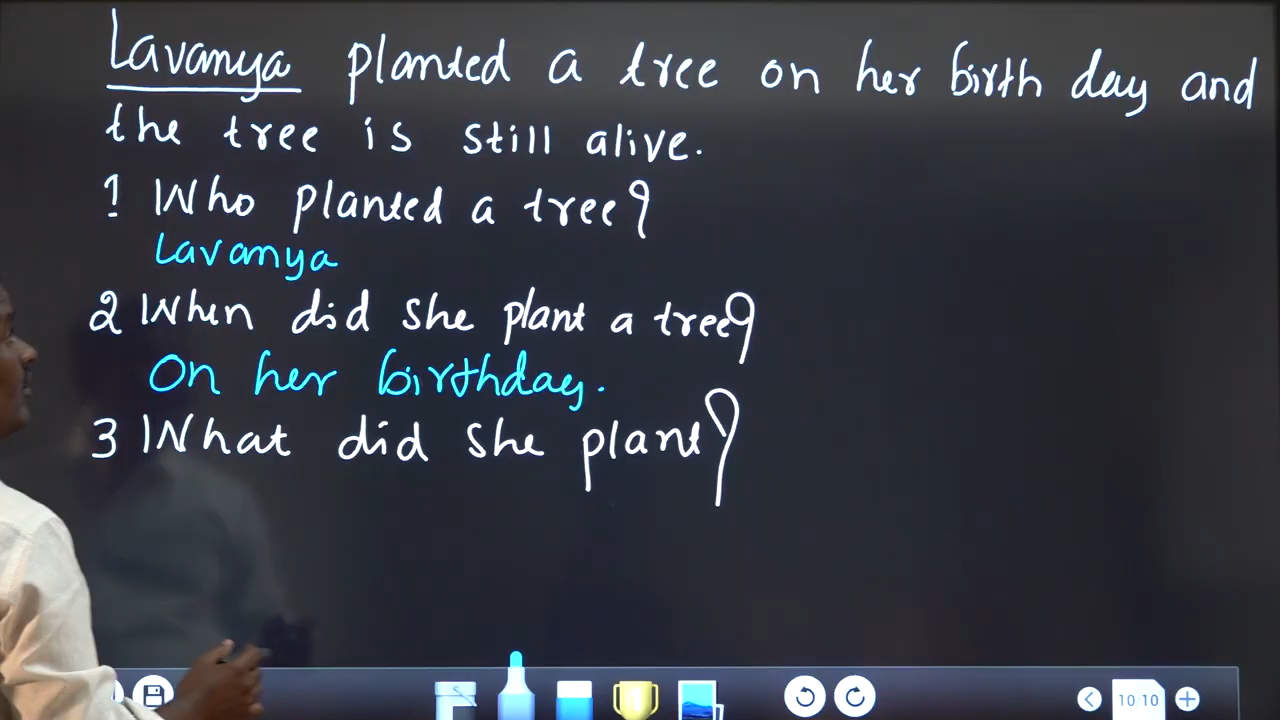 Lavanya planted a tree on her birth day and
the tree is still alive.
1 Who planted a tree?
Lavanya
2 When did she plant a tree?
On her birthday.
3 What did she plant?
10 10